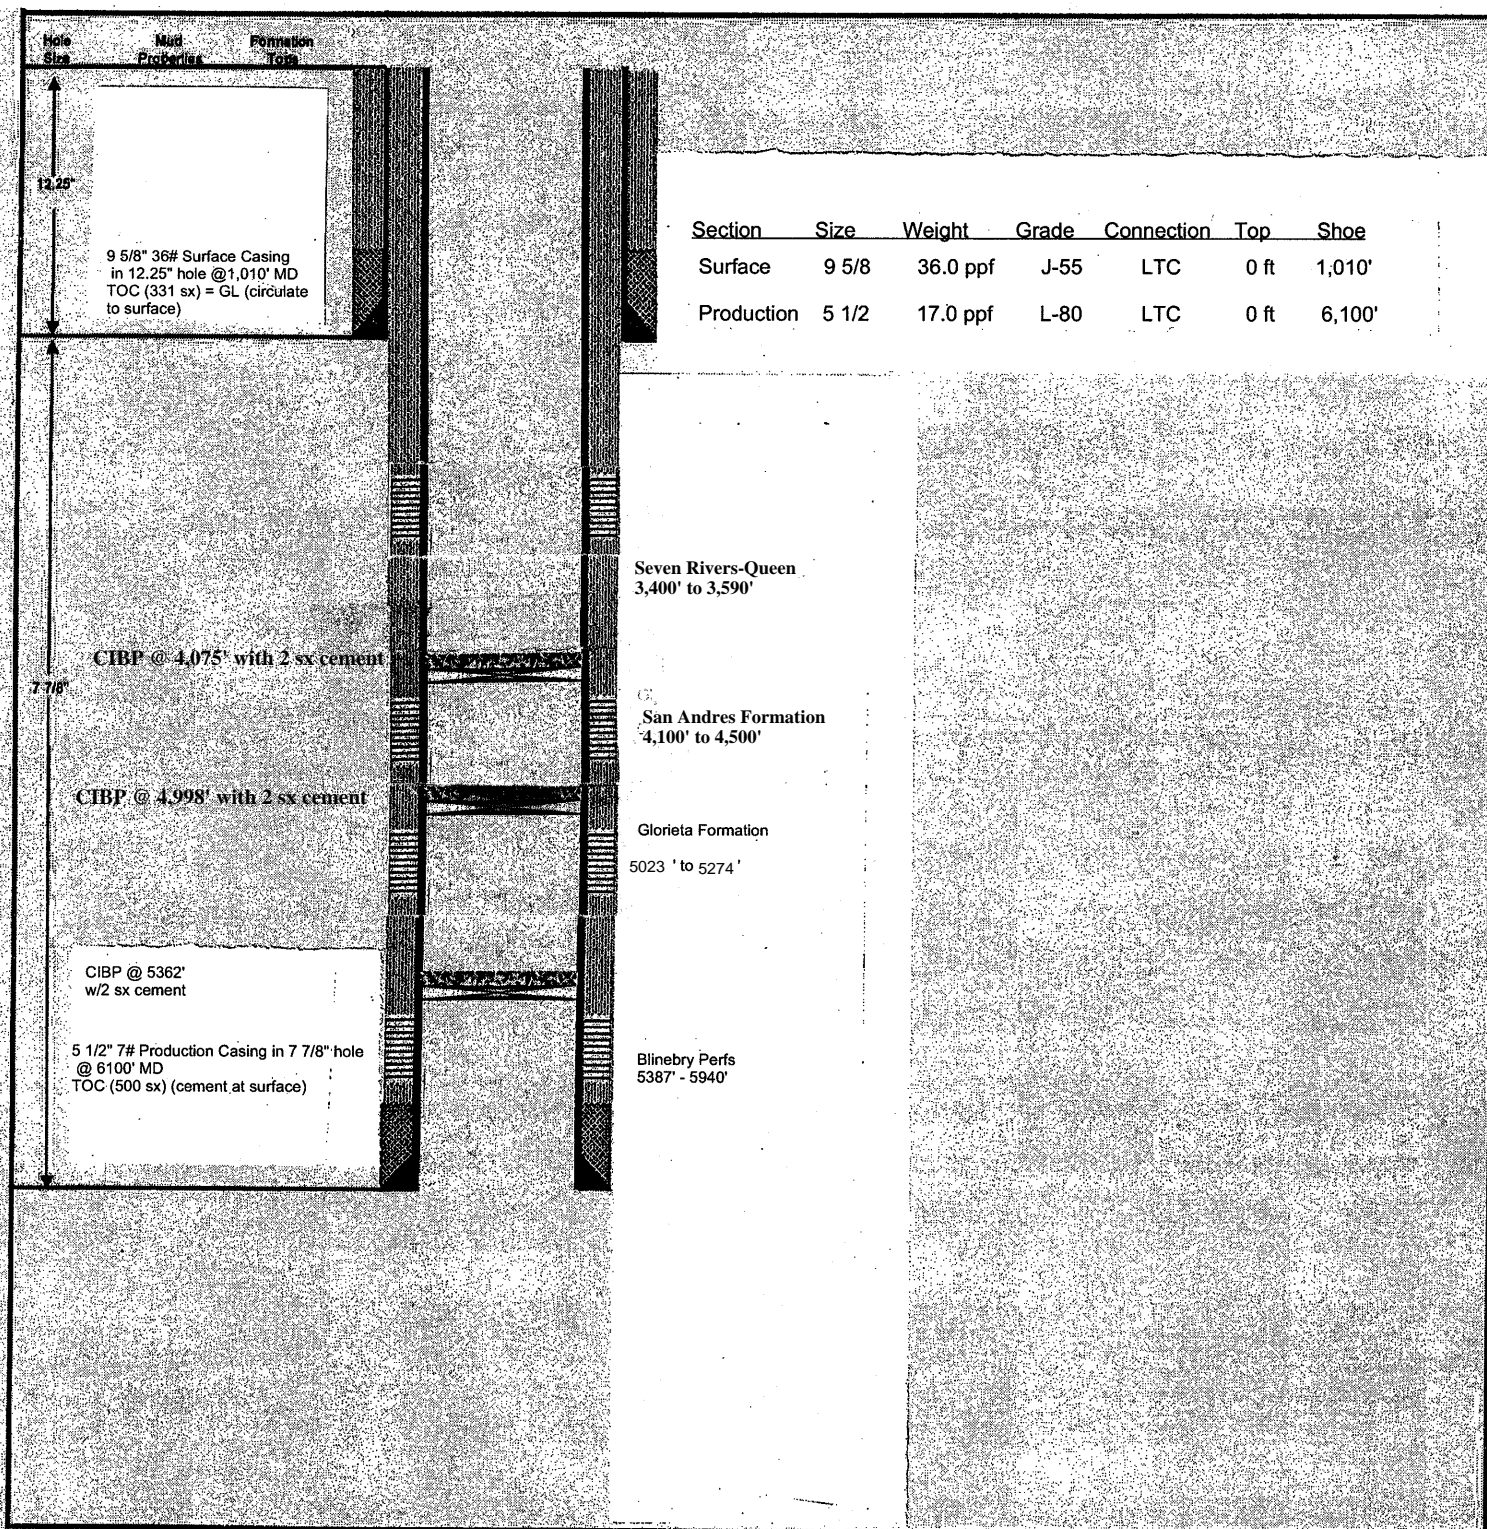 Hole Mud Formation
Size Properties Tops
12.25"
9 5/8" 36# Surface Casing
in 12.25" hole @1,010' MD
TOC (331 sx) = GL (circulate
to surface)
Section Size Weight Grade Connection Top Shoe
Surface 9 5/8 36.0 ppf J-55 LTC 0 ft 1,010'
Production 5 1/2 17.0 ppf L-80 LTC 0 ft 6,100'
Seven Rivers-Queen
3,400' to 3,590'
CIBP @ 4,075' with 2 sx cement
7 7/8"
San Andres Formation
4,100' to 4,500'
CIBP @ 4,998' with 2 sx cement
Glorieta Formation
5023 ' to 5274 '
CIBP @ 5362'
w/2 sx cement
5 1/2" 7# Production Casing in 7 7/8" hole
@ 6100' MD
TOC (500 sx) (cement at surface)
Blinebry Perfs
5387' - 5940'